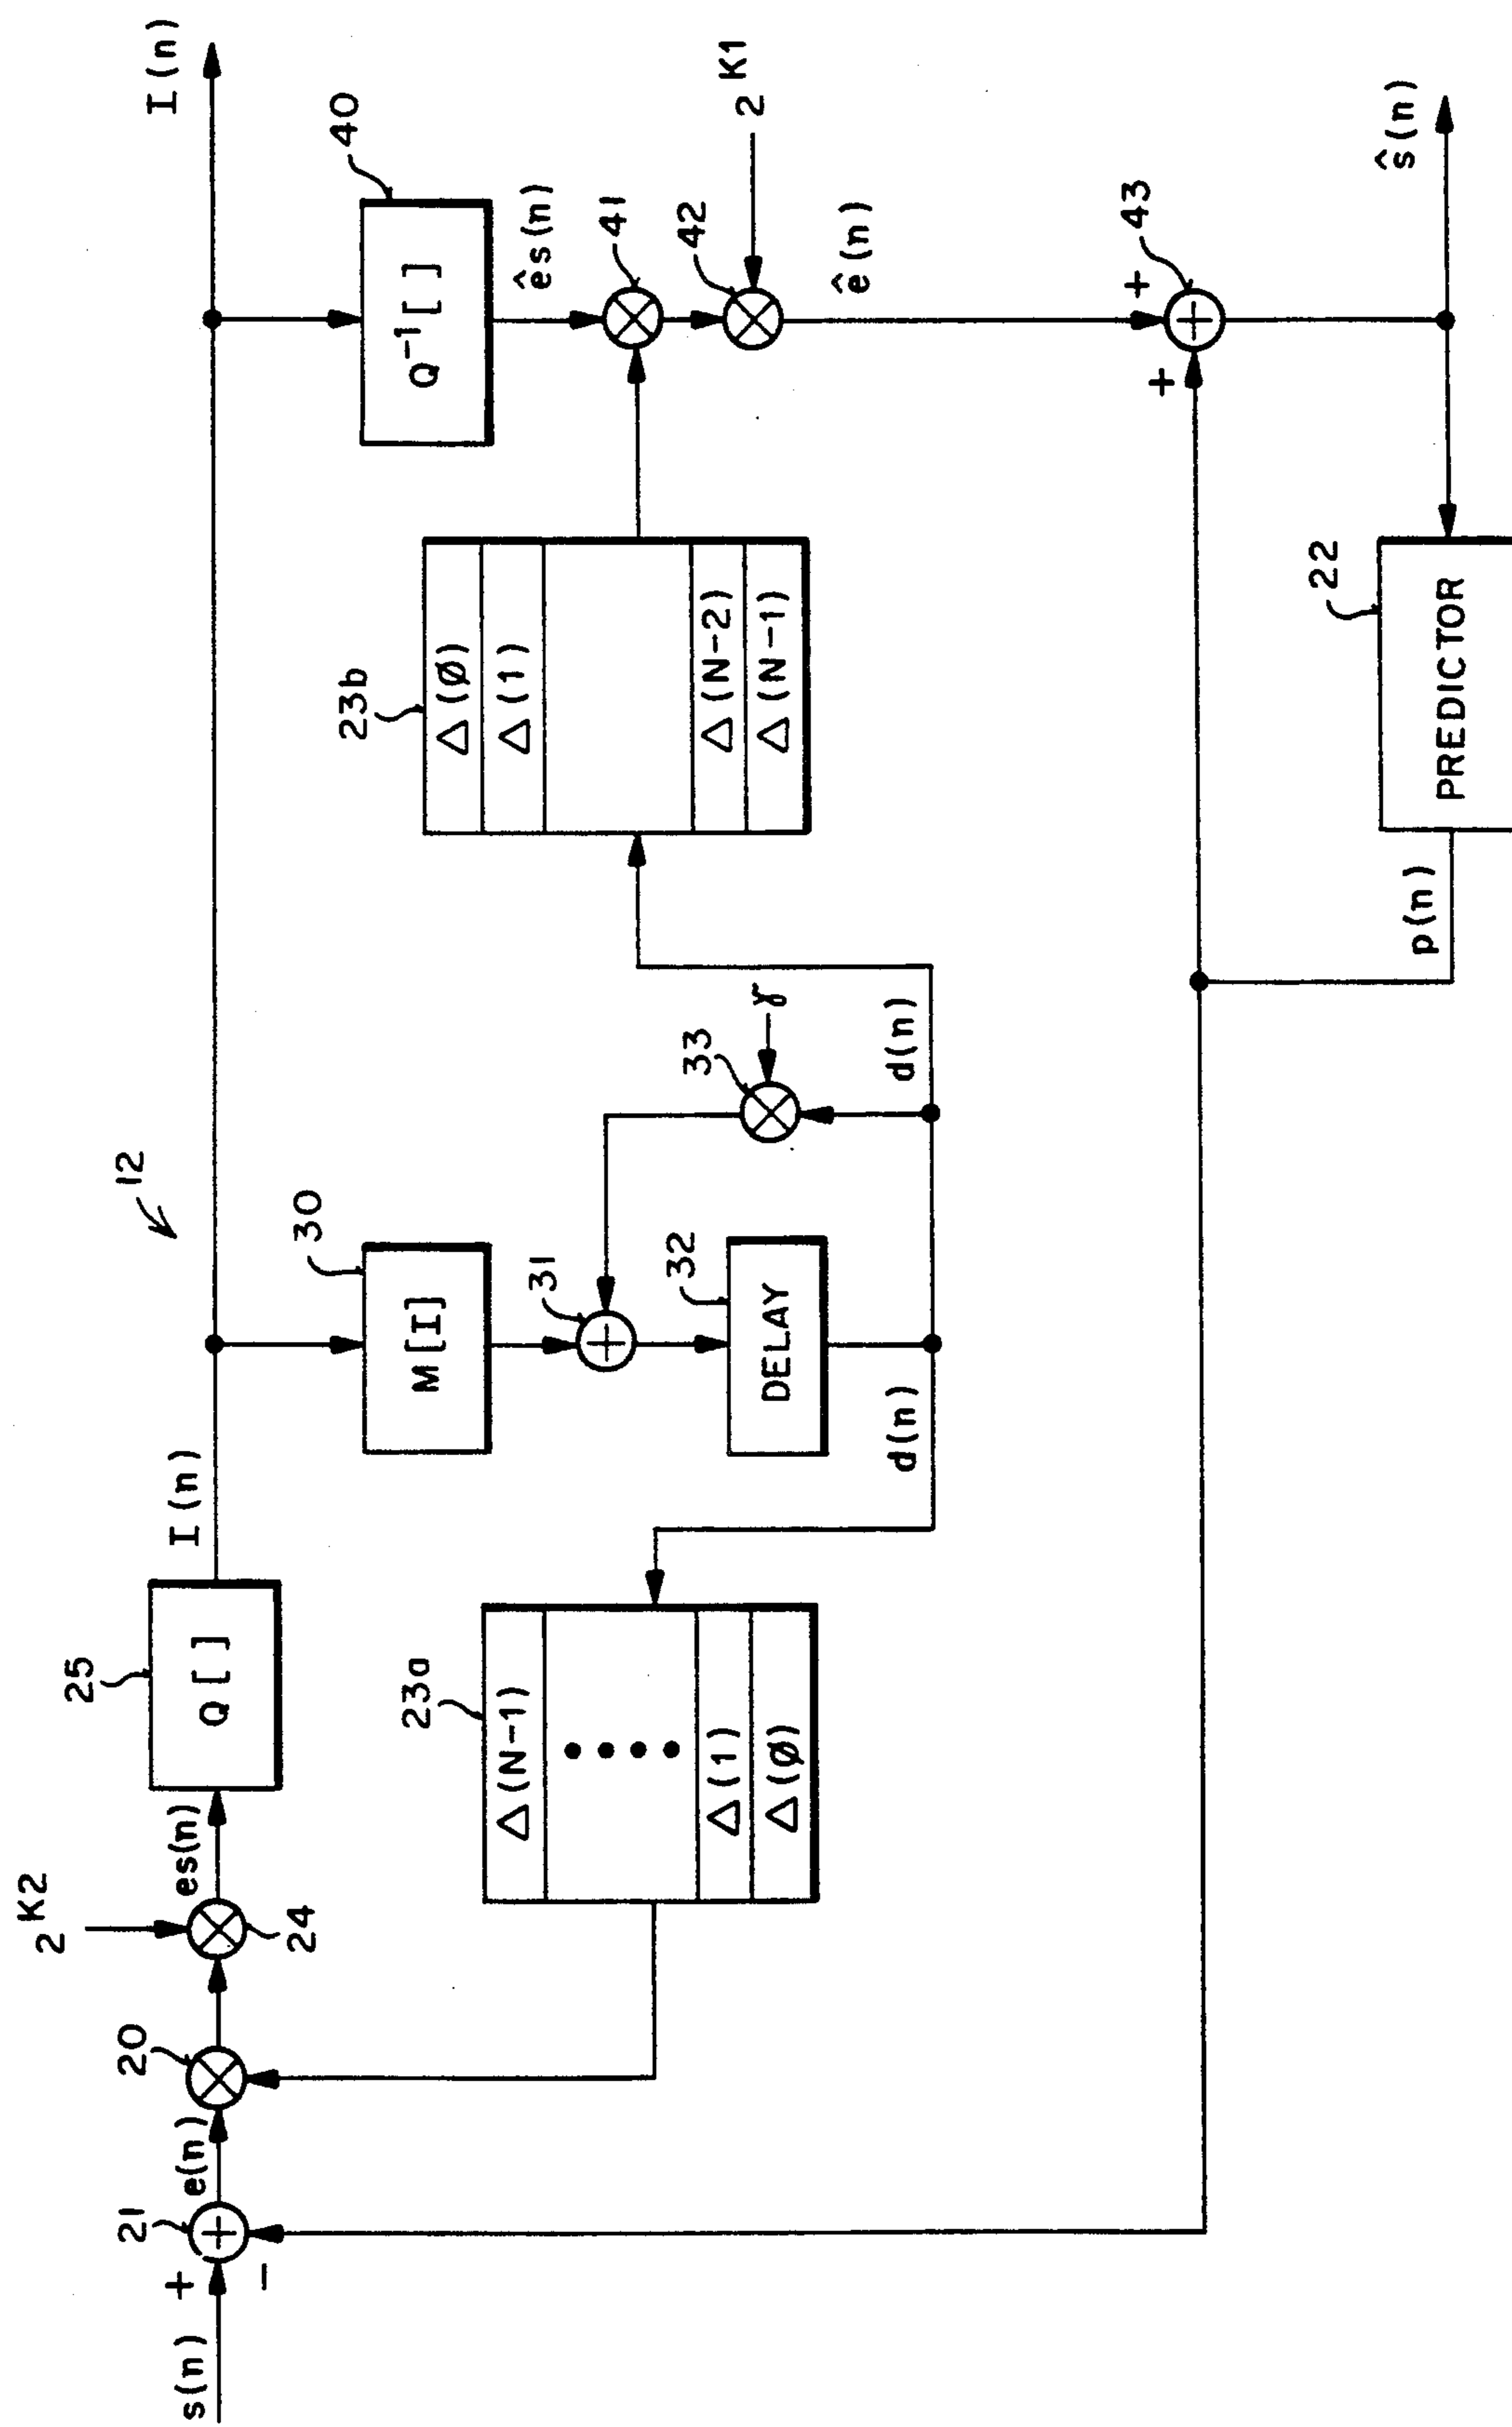 12
s(n)
+
−
21
e(n)
20
2^K2
24
es(n)
25
Q[]
I(n)
I(n)
30
M[I]
31
32
DELAY
33
γ
d(n)
d(n)
23a
Δ(N-1)
Δ(1)
Δ(Ø)
23b
Δ(Ø)
Δ(1)
Δ(N-2)
Δ(N-1)
40
Q⁻¹[]
ês(n)
41
42
2^K1
ê(n)
+
+
43
ŝ(n)
22
PREDICTOR
p(n)